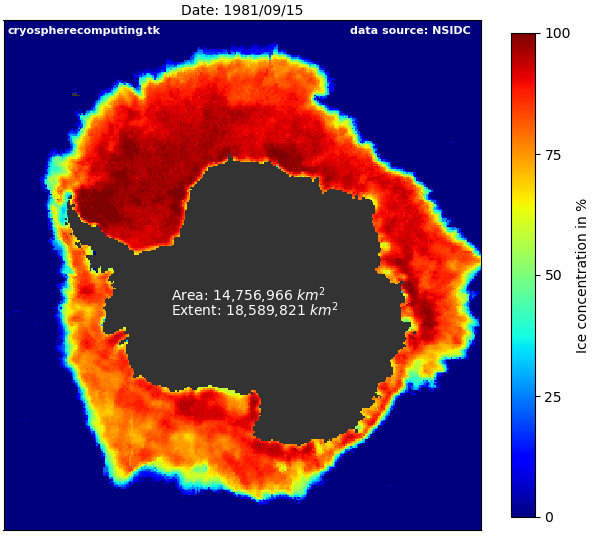 Date: 1981/09/15
cryospherecomputing.tk
data source: NSIDC
Area: 14,756,966 km²
Extent: 18,589,821 km²
100
75
50
25
0
Ice concentration in %